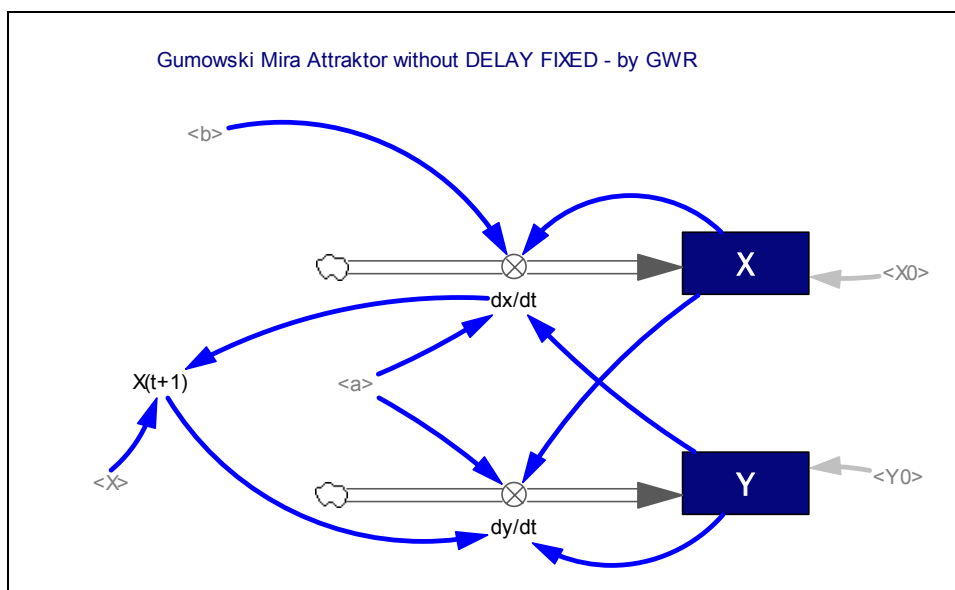 Gumowski Mira Attraktor without DELAY FIXED - by GWR
<b>
X
<X0>
dx/dt
X(t+1)
<a>
<X>
Y
<Y0>
dy/dt